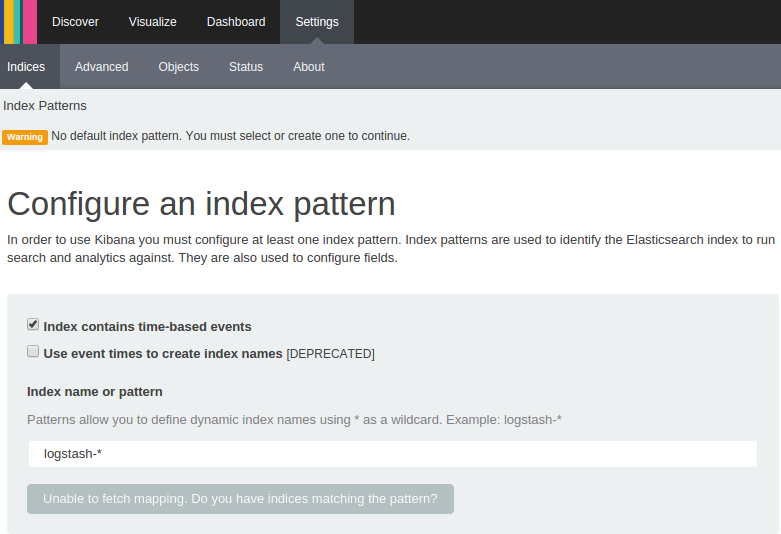 Discover Visualize Dashboard Settings
Indices Advanced Objects Status About
Index Patterns
Warning No default index pattern. You must select or create one to continue.
Configure an index pattern
In order to use Kibana you must configure at least one index pattern. Index patterns are used to identify the Elasticsearch index to run
search and analytics against. They are also used to configure fields.
Index contains time-based events
Use event times to create index names [DEPRECATED]
Index name or pattern
Patterns allow you to define dynamic index names using * as a wildcard. Example: logstash-*
logstash-*
Unable to fetch mapping. Do you have indices matching the pattern?